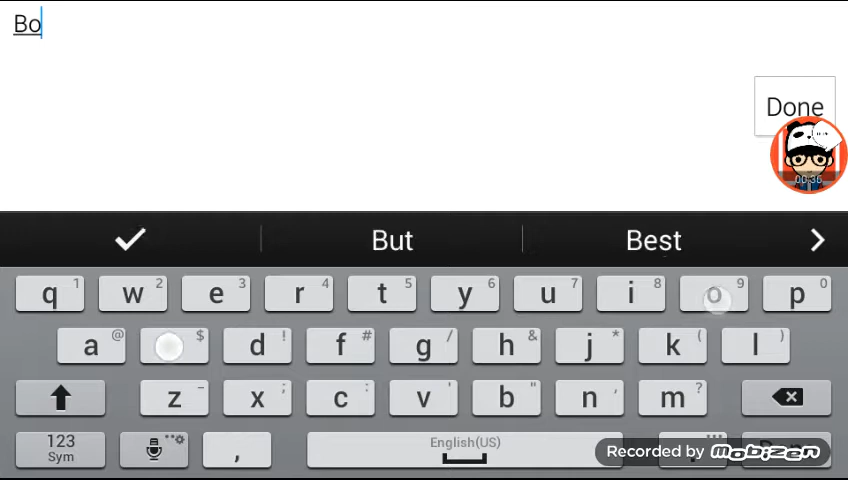 Bo
Done
00:36
But Best
q 1 w 2 e 3 r 4 t 5 y 6 u 7 i 8 o 9 p 0
a @ $ d ! f # g / h & j * k ( l )
z - x ; c : v ' b " n , m ?
123 Sym , English(US)
Recorded by mobizen